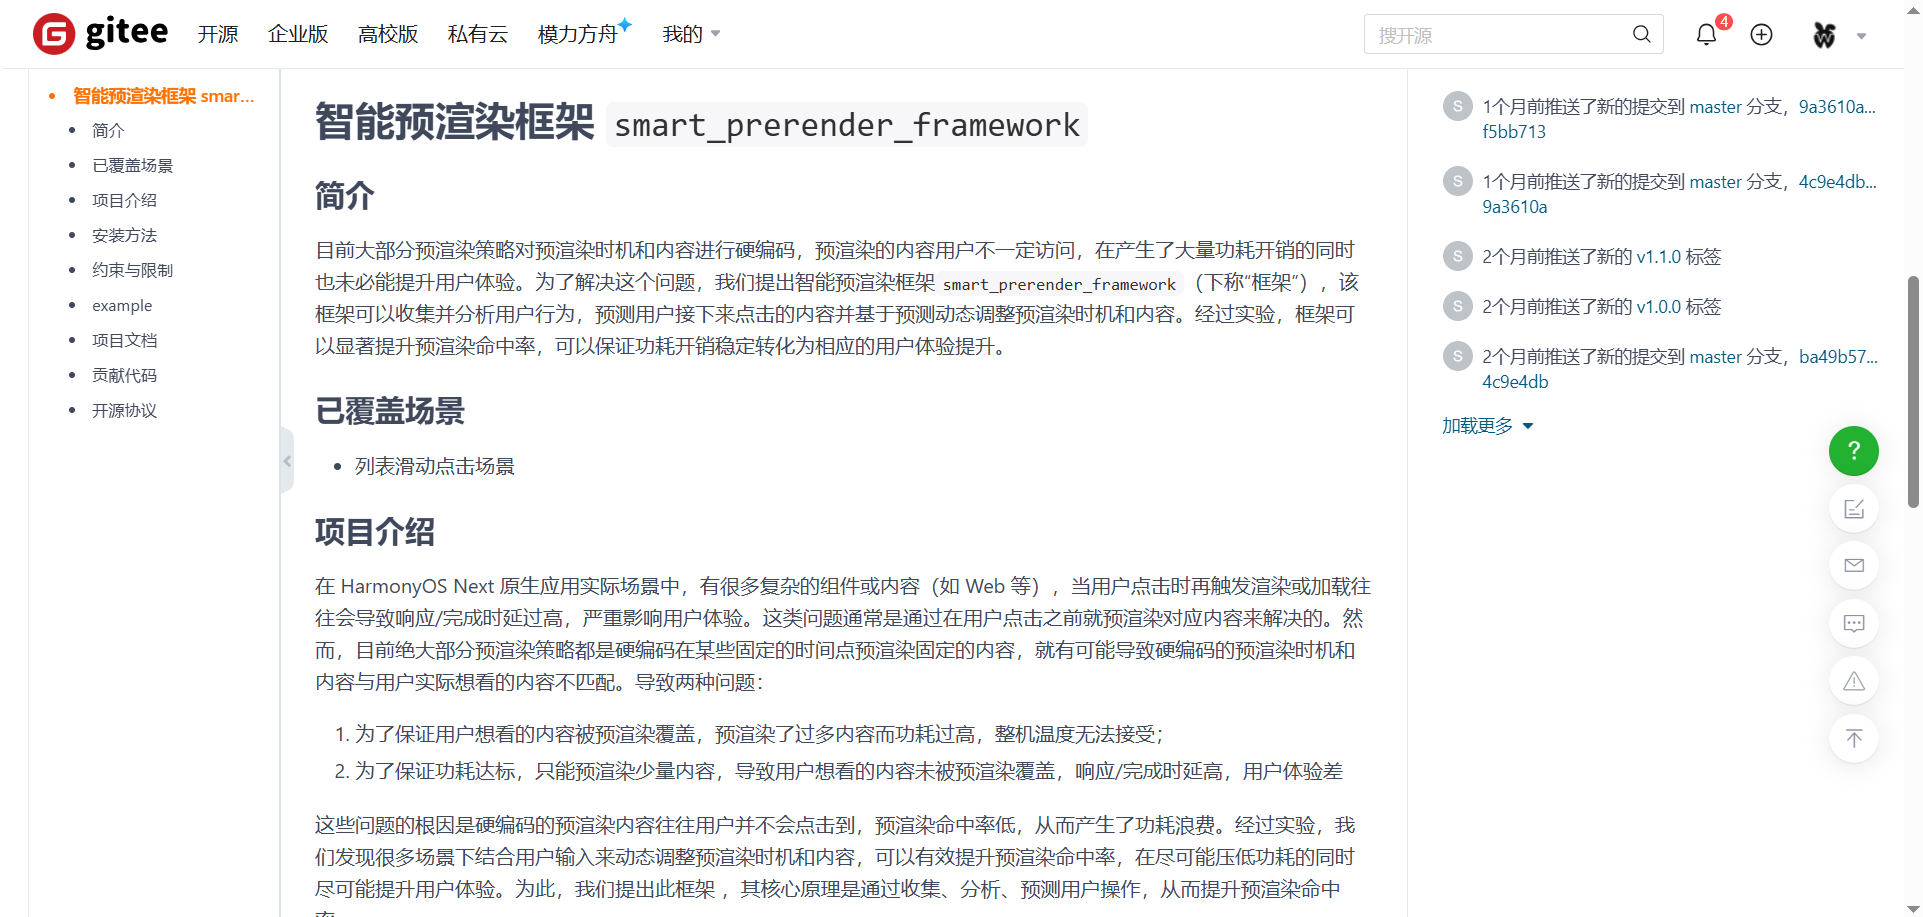 gitee 开源 企业版 高校版 私有云 模力方舟 我的 搜开源 4
智能预渲染框架 smar...
简介
已覆盖场景
项目介绍
安装方法
约束与限制
example
项目文档
贡献代码
开源协议
智能预渲染框架 smart_prerender_framework
简介
目前大部分预渲染策略对预渲染时机和内容进行硬编码，预渲染的内容用户不一定访问，在产生了大量功耗开销的同时
也未必能提升用户体验。为了解决这个问题，我们提出智能预渲染框架 smart_prerender_framework （下称“框架”），该
框架可以收集并分析用户行为，预测用户接下来点击的内容并基于预测动态调整预渲染时机和内容。经过实验，框架可
以显著提升预渲染命中率，可以保证功耗开销稳定转化为相应的用户体验提升。
已覆盖场景
列表滑动点击场景
项目介绍
在 HarmonyOS Next 原生应用实际场景中，有很多复杂的组件或内容（如 Web 等），当用户点击时再触发渲染或加载往
往会导致响应/完成时延过高，严重影响用户体验。这类问题通常是通过在用户点击之前就预渲染对应内容来解决的。然
而，目前绝大部分预渲染策略都是硬编码在某些固定的时间点预渲染固定的内容，就有可能导致硬编码的预渲染时机和
内容与用户实际想看的内容不匹配。导致两种问题：
1. 为了保证用户想看的内容被预渲染覆盖，预渲染了过多内容而功耗过高，整机温度无法接受；
2. 为了保证功耗达标，只能预渲染少量内容，导致用户想看的内容未被预渲染覆盖，响应/完成时延高，用户体验差
这些问题的根因是硬编码的预渲染内容往往用户并不会点击到，预渲染命中率低，从而产生了功耗浪费。经过实验，我
们发现很多场景下结合用户输入来动态调整预渲染时机和内容，可以有效提升预渲染命中率，在尽可能压低功耗的同时
尽可能提升用户体验。为此，我们提出此框架 ，其核心原理是通过收集、分析、预测用户操作，从而提升预渲染命中
S 1个月前推送了新的提交到 master 分支，9a3610a...
f5bb713
S 1个月前推送了新的提交到 master 分支，4c9e4db...
9a3610a
S 2个月前推送了新的 v1.1.0 标签
S 2个月前推送了新的 v1.0.0 标签
S 2个月前推送了新的提交到 master 分支，ba49b57...
4c9e4db
加载更多
?